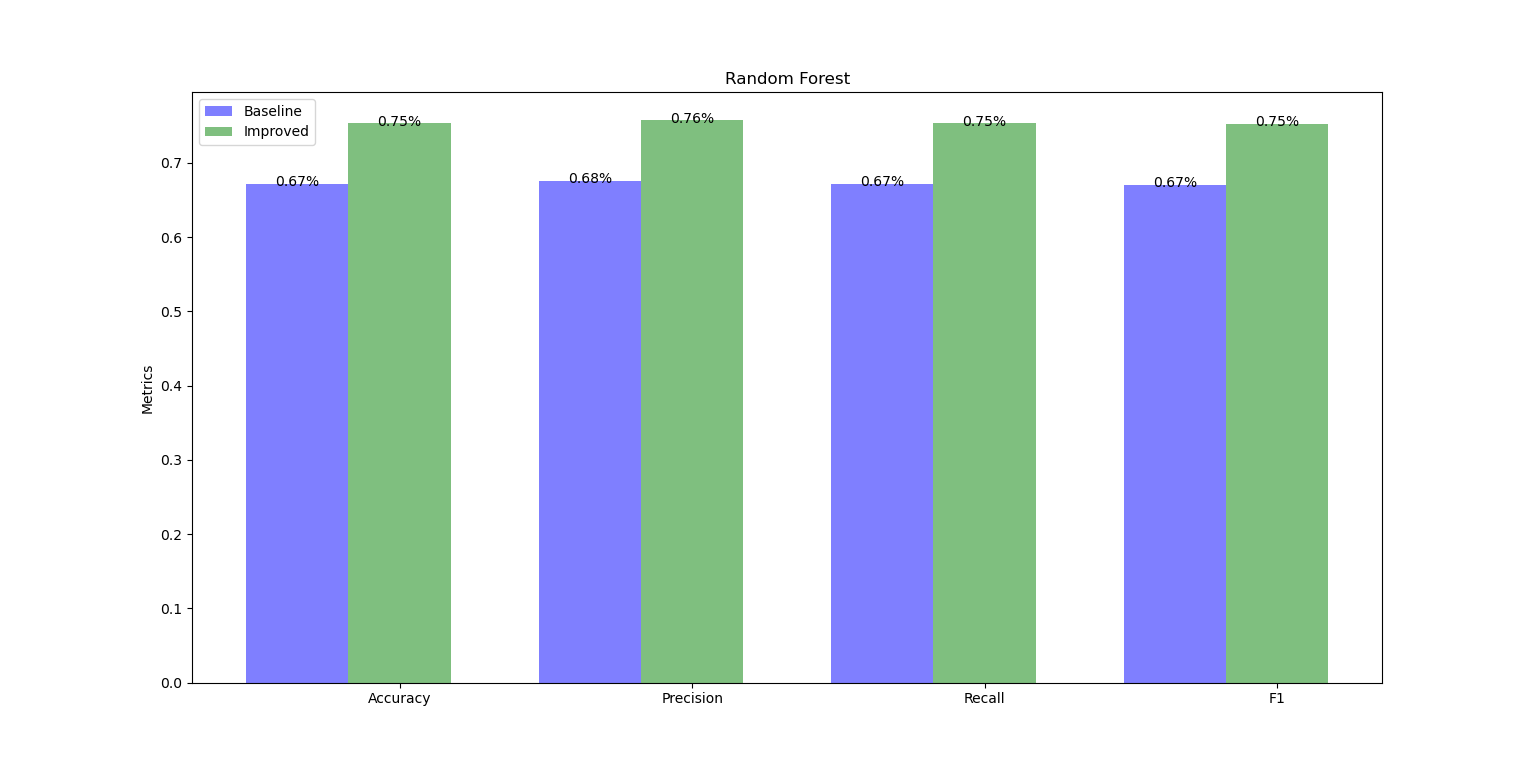 Random Forest
Baseline
Improved
0.67%
0.75%
0.68%
0.76%
0.67%
0.75%
0.67%
0.75%
0.7
0.6
0.5
0.4
0.3
0.2
0.1
0.0
Metrics
Accuracy
Precision
Recall
F1